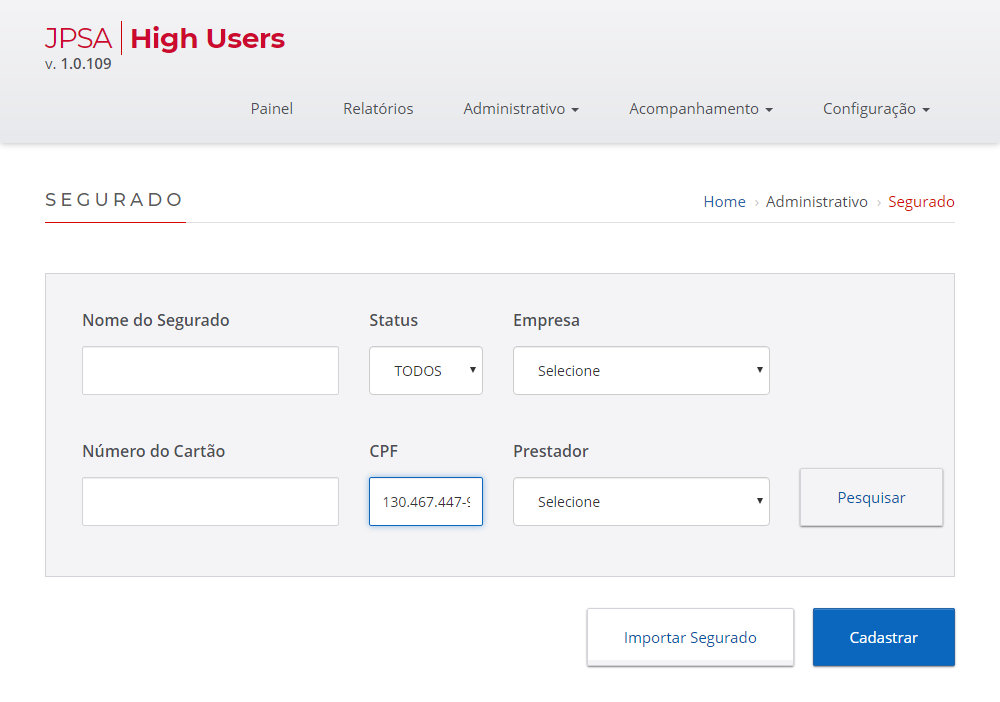 JPSA | High Users
v. 1.0.109
Painel Relatórios Administrativo Acompanhamento Configuração
SEGURADO
Home › Administrativo › Segurado
Nome do Segurado Status Empresa
TODOS Selecione
Número do Cartão CPF Prestador
130.467.447-9 Selecione Pesquisar
Importar Segurado Cadastrar